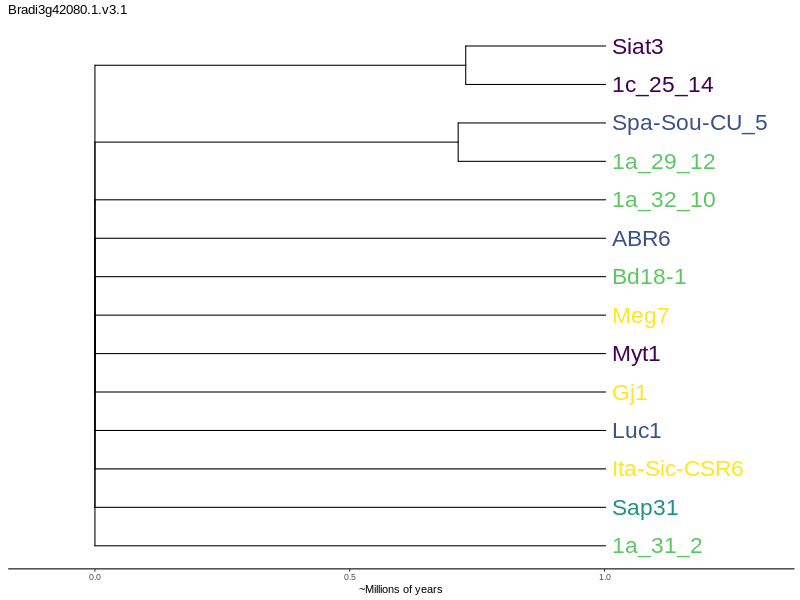 Bradi3g42080.1.v3.1
Siat3
1c_25_14
Spa-Sou-CU_5
1a_29_12
1a_32_10
ABR6
Bd18-1
Meg7
Myt1
Gj1
Luc1
Ita-Sic-CSR6
Sap31
1a_31_2
0.0 0.5 1.0
~Millions of years